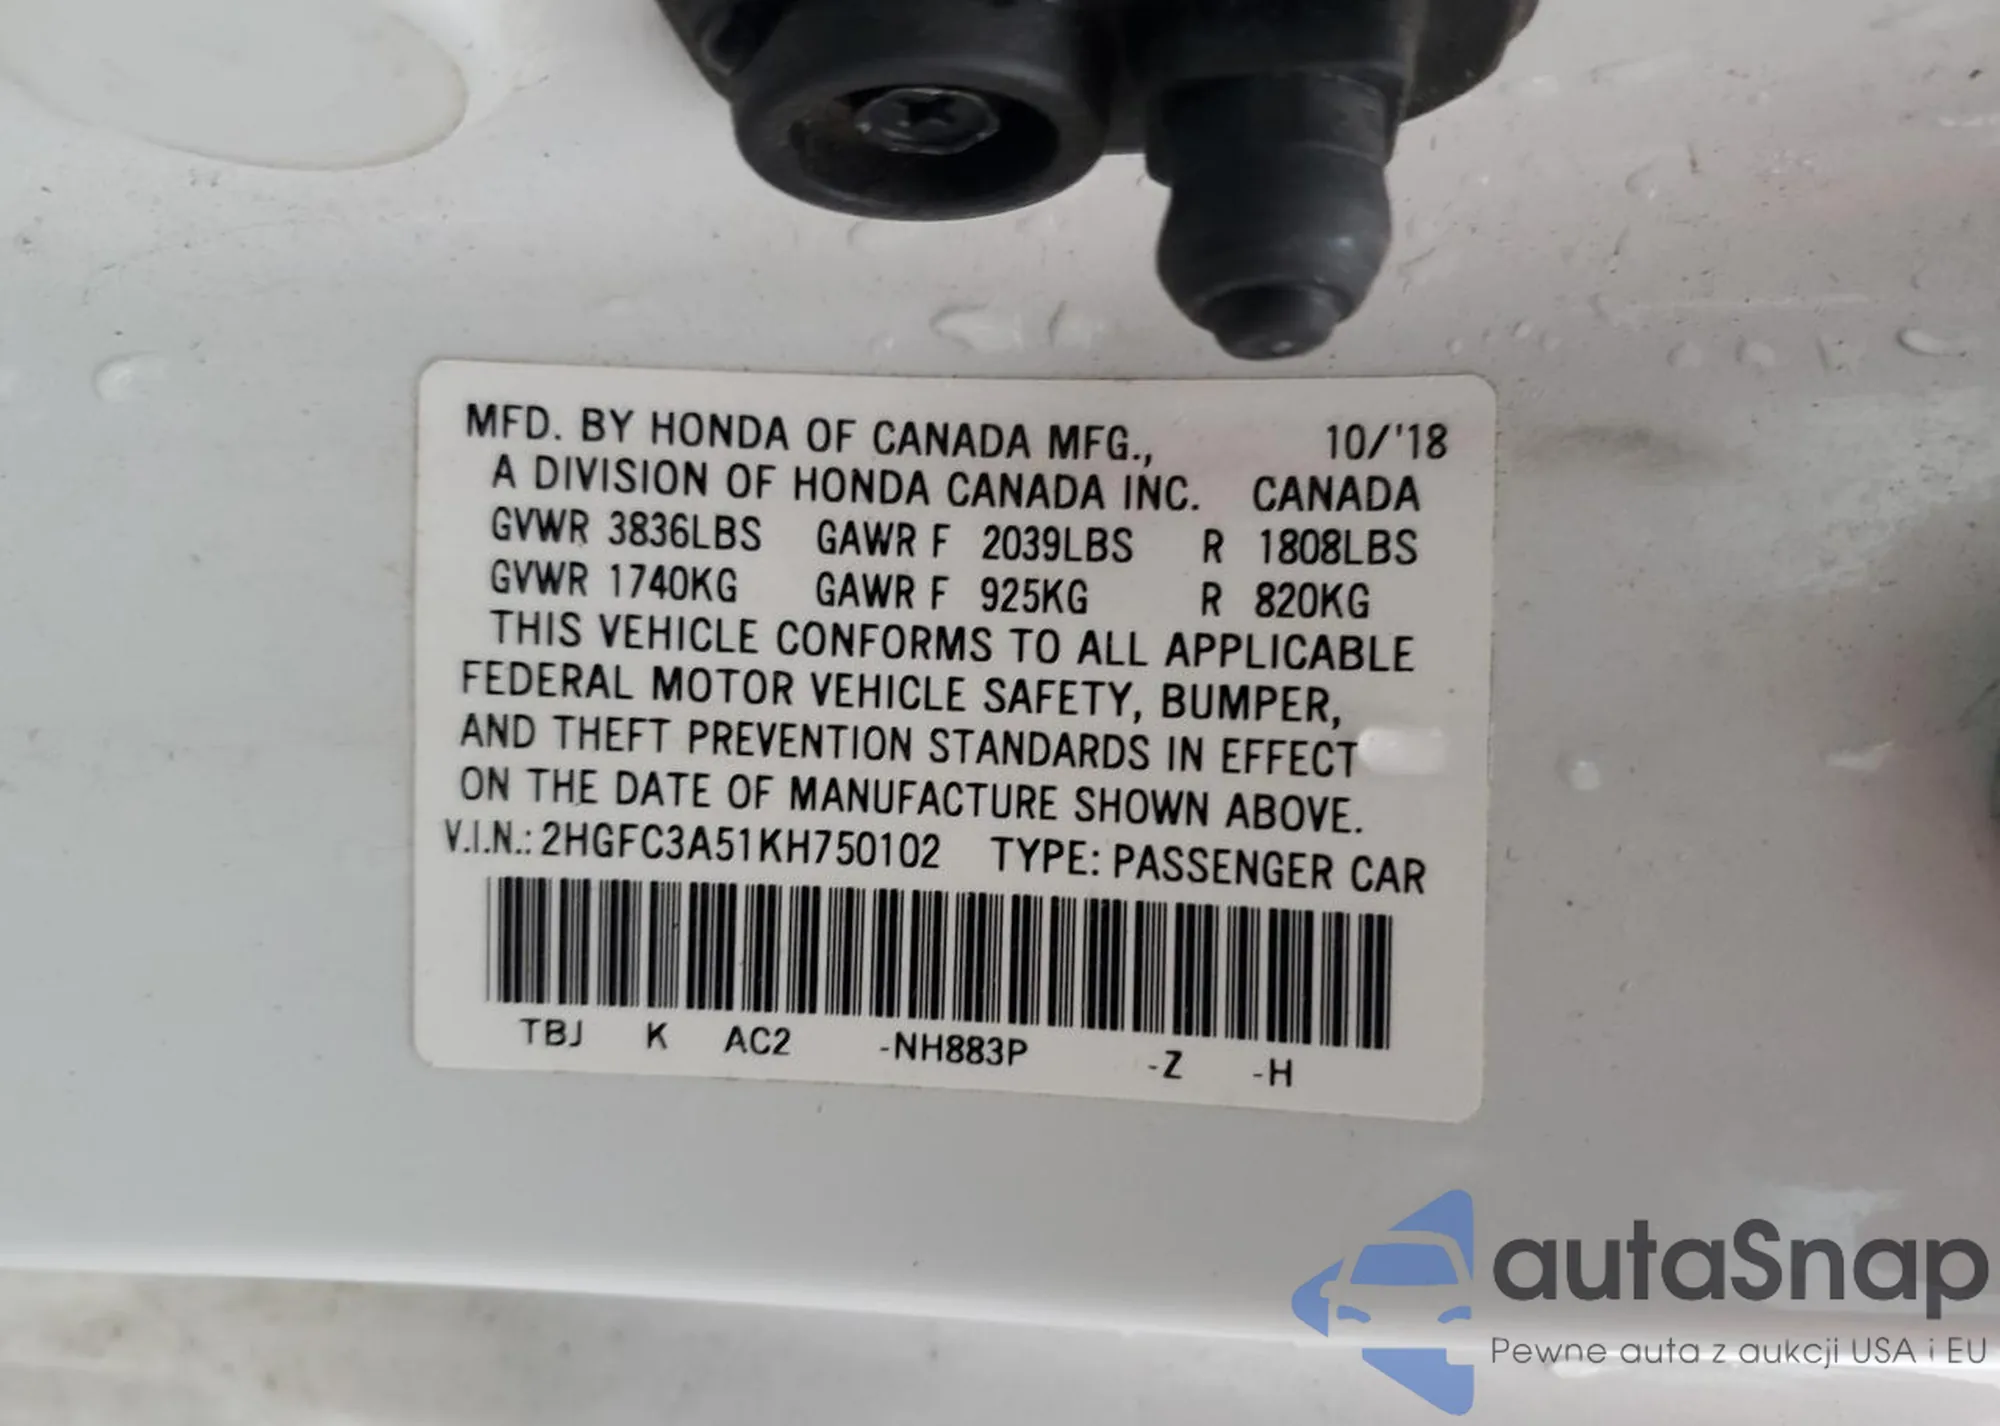 MFD. BY HONDA OF CANADA MFG., 10/'18
A DIVISION OF HONDA CANADA INC. CANADA
GVWR 3836LBS GAWR F 2039LBS R 1808LBS
GVWR 1740KG GAWR F 925KG R 820KG
THIS VEHICLE CONFORMS TO ALL APPLICABLE
FEDERAL MOTOR VEHICLE SAFETY, BUMPER,
AND THEFT PREVENTION STANDARDS IN EFFECT
ON THE DATE OF MANUFACTURE SHOWN ABOVE.
V.I.N.: 2HGFC3A51KH750102 TYPE: PASSENGER CAR
TBJ K AC2 -NH883P -Z -H
autaSnap
Pewne auta z aukcji USA i EU